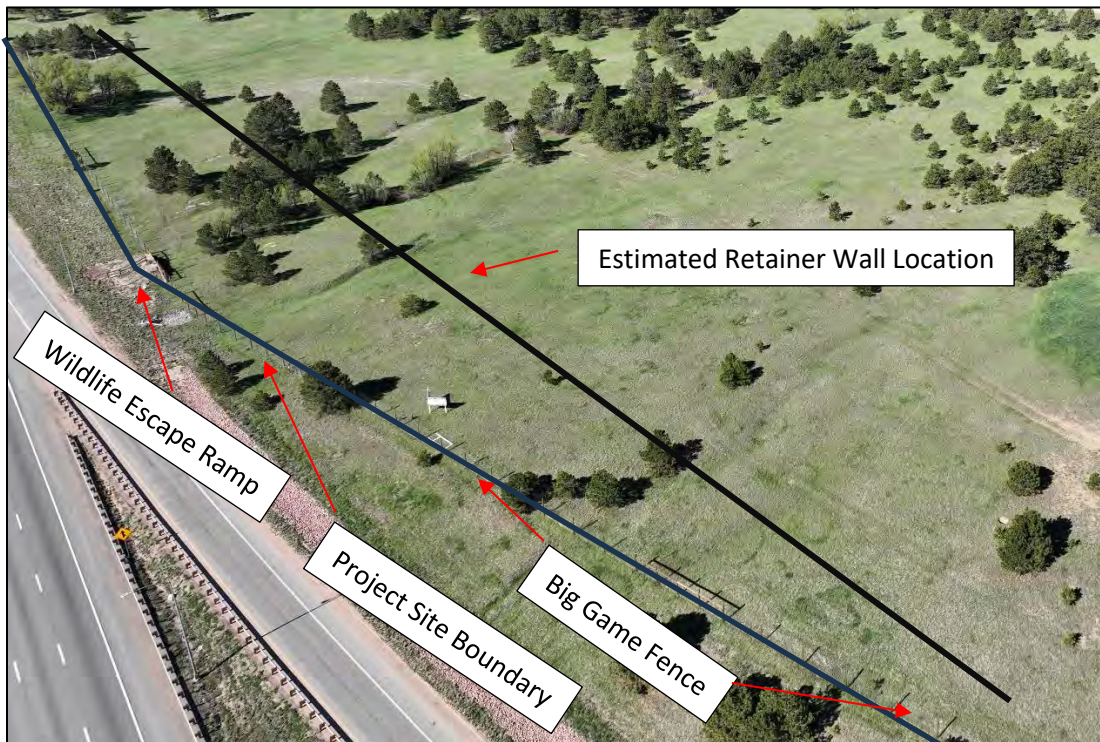 Estimated Retainer Wall Location
Wildlife Escape
Ramp
Project Site
Boundary
Big Game
Fence